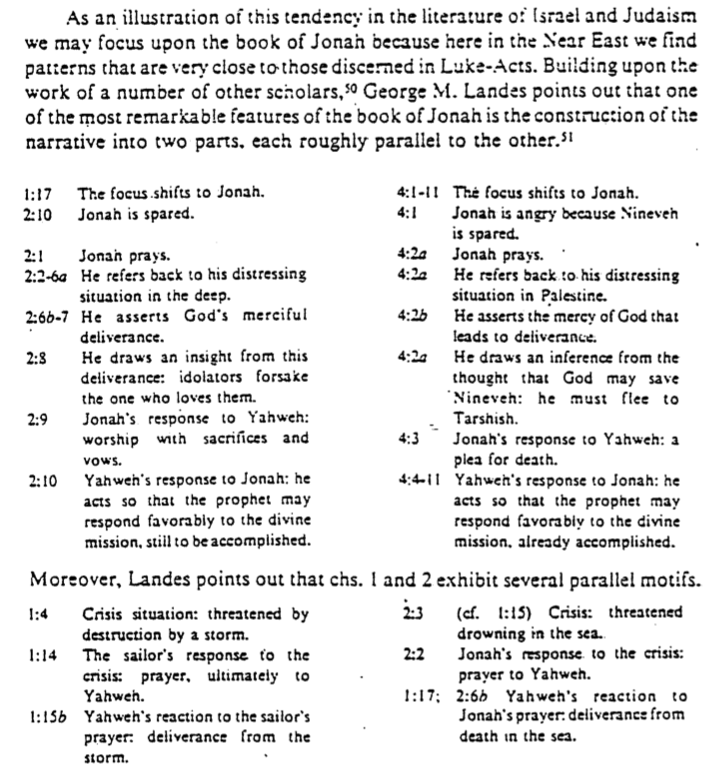 As an illustration of this tendency in the literature of Israel and Judaism
we may focus upon the book of Jonah because here in the Near East we find
patterns that are very close to those discerned in Luke-Acts. Building upon the
work of a number of other scholars,⁵⁰ George M. Landes points out that one
of the most remarkable features of the book of Jonah is the construction of the
narrative into two parts, each roughly parallel to the other.⁵¹
1:17 The focus shifts to Jonah.
2:10 Jonah is spared.
2:1 Jonah prays.
2:2-6a He refers back to his distressing
situation in the deep.
2:6b-7 He asserts God's merciful
deliverance.
2:8 He draws an insight from this
deliverance: idolators forsake
the one who loves them.
2:9 Jonah's response to Yahweh:
worship with sacrifices and
vows.
2:10 Yahweh's response to Jonah: he
acts so that the prophet may
respond favorably to the divine
mission, still to be accomplished.
4:1-11 The focus shifts to Jonah.
4:1 Jonah is angry because Nineveh
is spared.
4:2a Jonah prays.
4:2a He refers back to his distressing
situation in Palestine.
4:2b He asserts the mercy of God that
leads to deliverance.
4:2a He draws an inference from the
thought that God may save
Nineveh: he must flee to
Tarshish.
4:3 Jonah's response to Yahweh: a
plea for death.
4:4-11 Yahweh's response to Jonah: he
acts so that the prophet may
respond favorably to the divine
mission, already accomplished.
Moreover, Landes points out that chs. 1 and 2 exhibit several parallel motifs.
1:4 Crisis situation: threatened by
destruction by a storm.
1:14 The sailor's response to the
crisis: prayer, ultimately to
Yahweh.
1:15b Yahweh's reaction to the sailor's
prayer: deliverance from the
storm.
2:3 (cf. 1:15) Crisis: threatened
drowning in the sea.
2:2 Jonah's response to the crisis:
prayer to Yahweh.
1:17; 2:6b Yahweh's reaction to
Jonah's prayer: deliverance from
death in the sea.